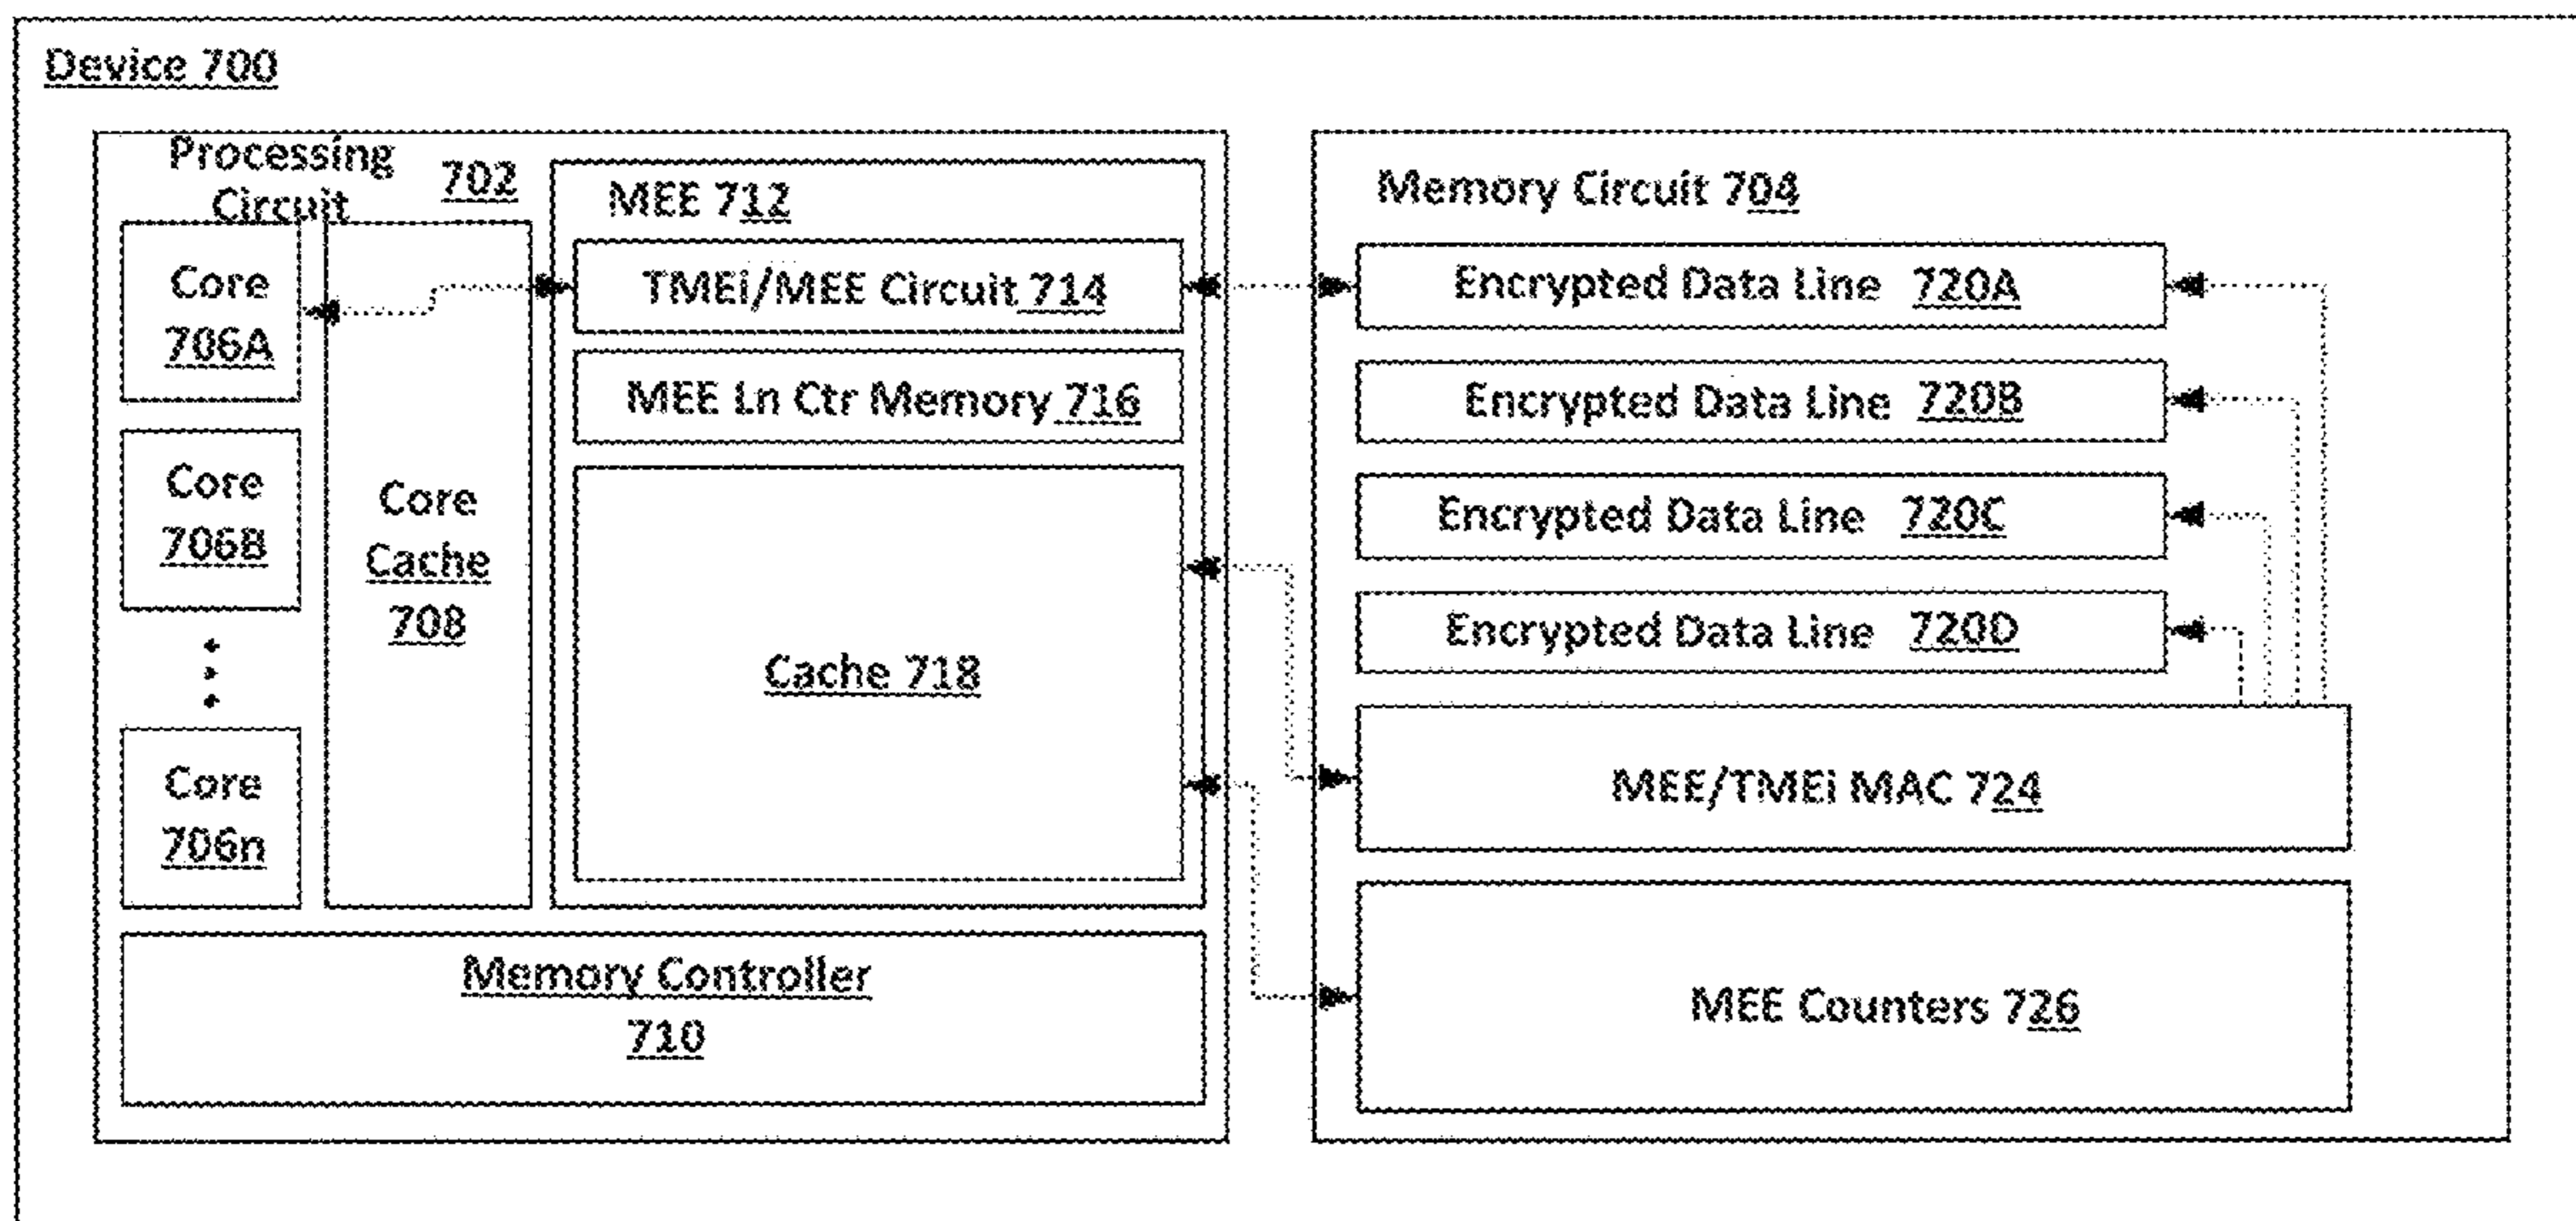 Device 700
Processing
Circuit
702
Core
706A
Core
706B
Core
706n
Core
Cache
708
MEE 712
TMEi/MEE Circuit 714
MEE Ln Ctr Memory 716
Cache 718
Memory Controller
710
Memory Circuit 704
Encrypted Data Line 720A
Encrypted Data Line 720B
Encrypted Data Line 720C
Encrypted Data Line 720D
MEE/TMEi MAC 724
MEE Counters 726